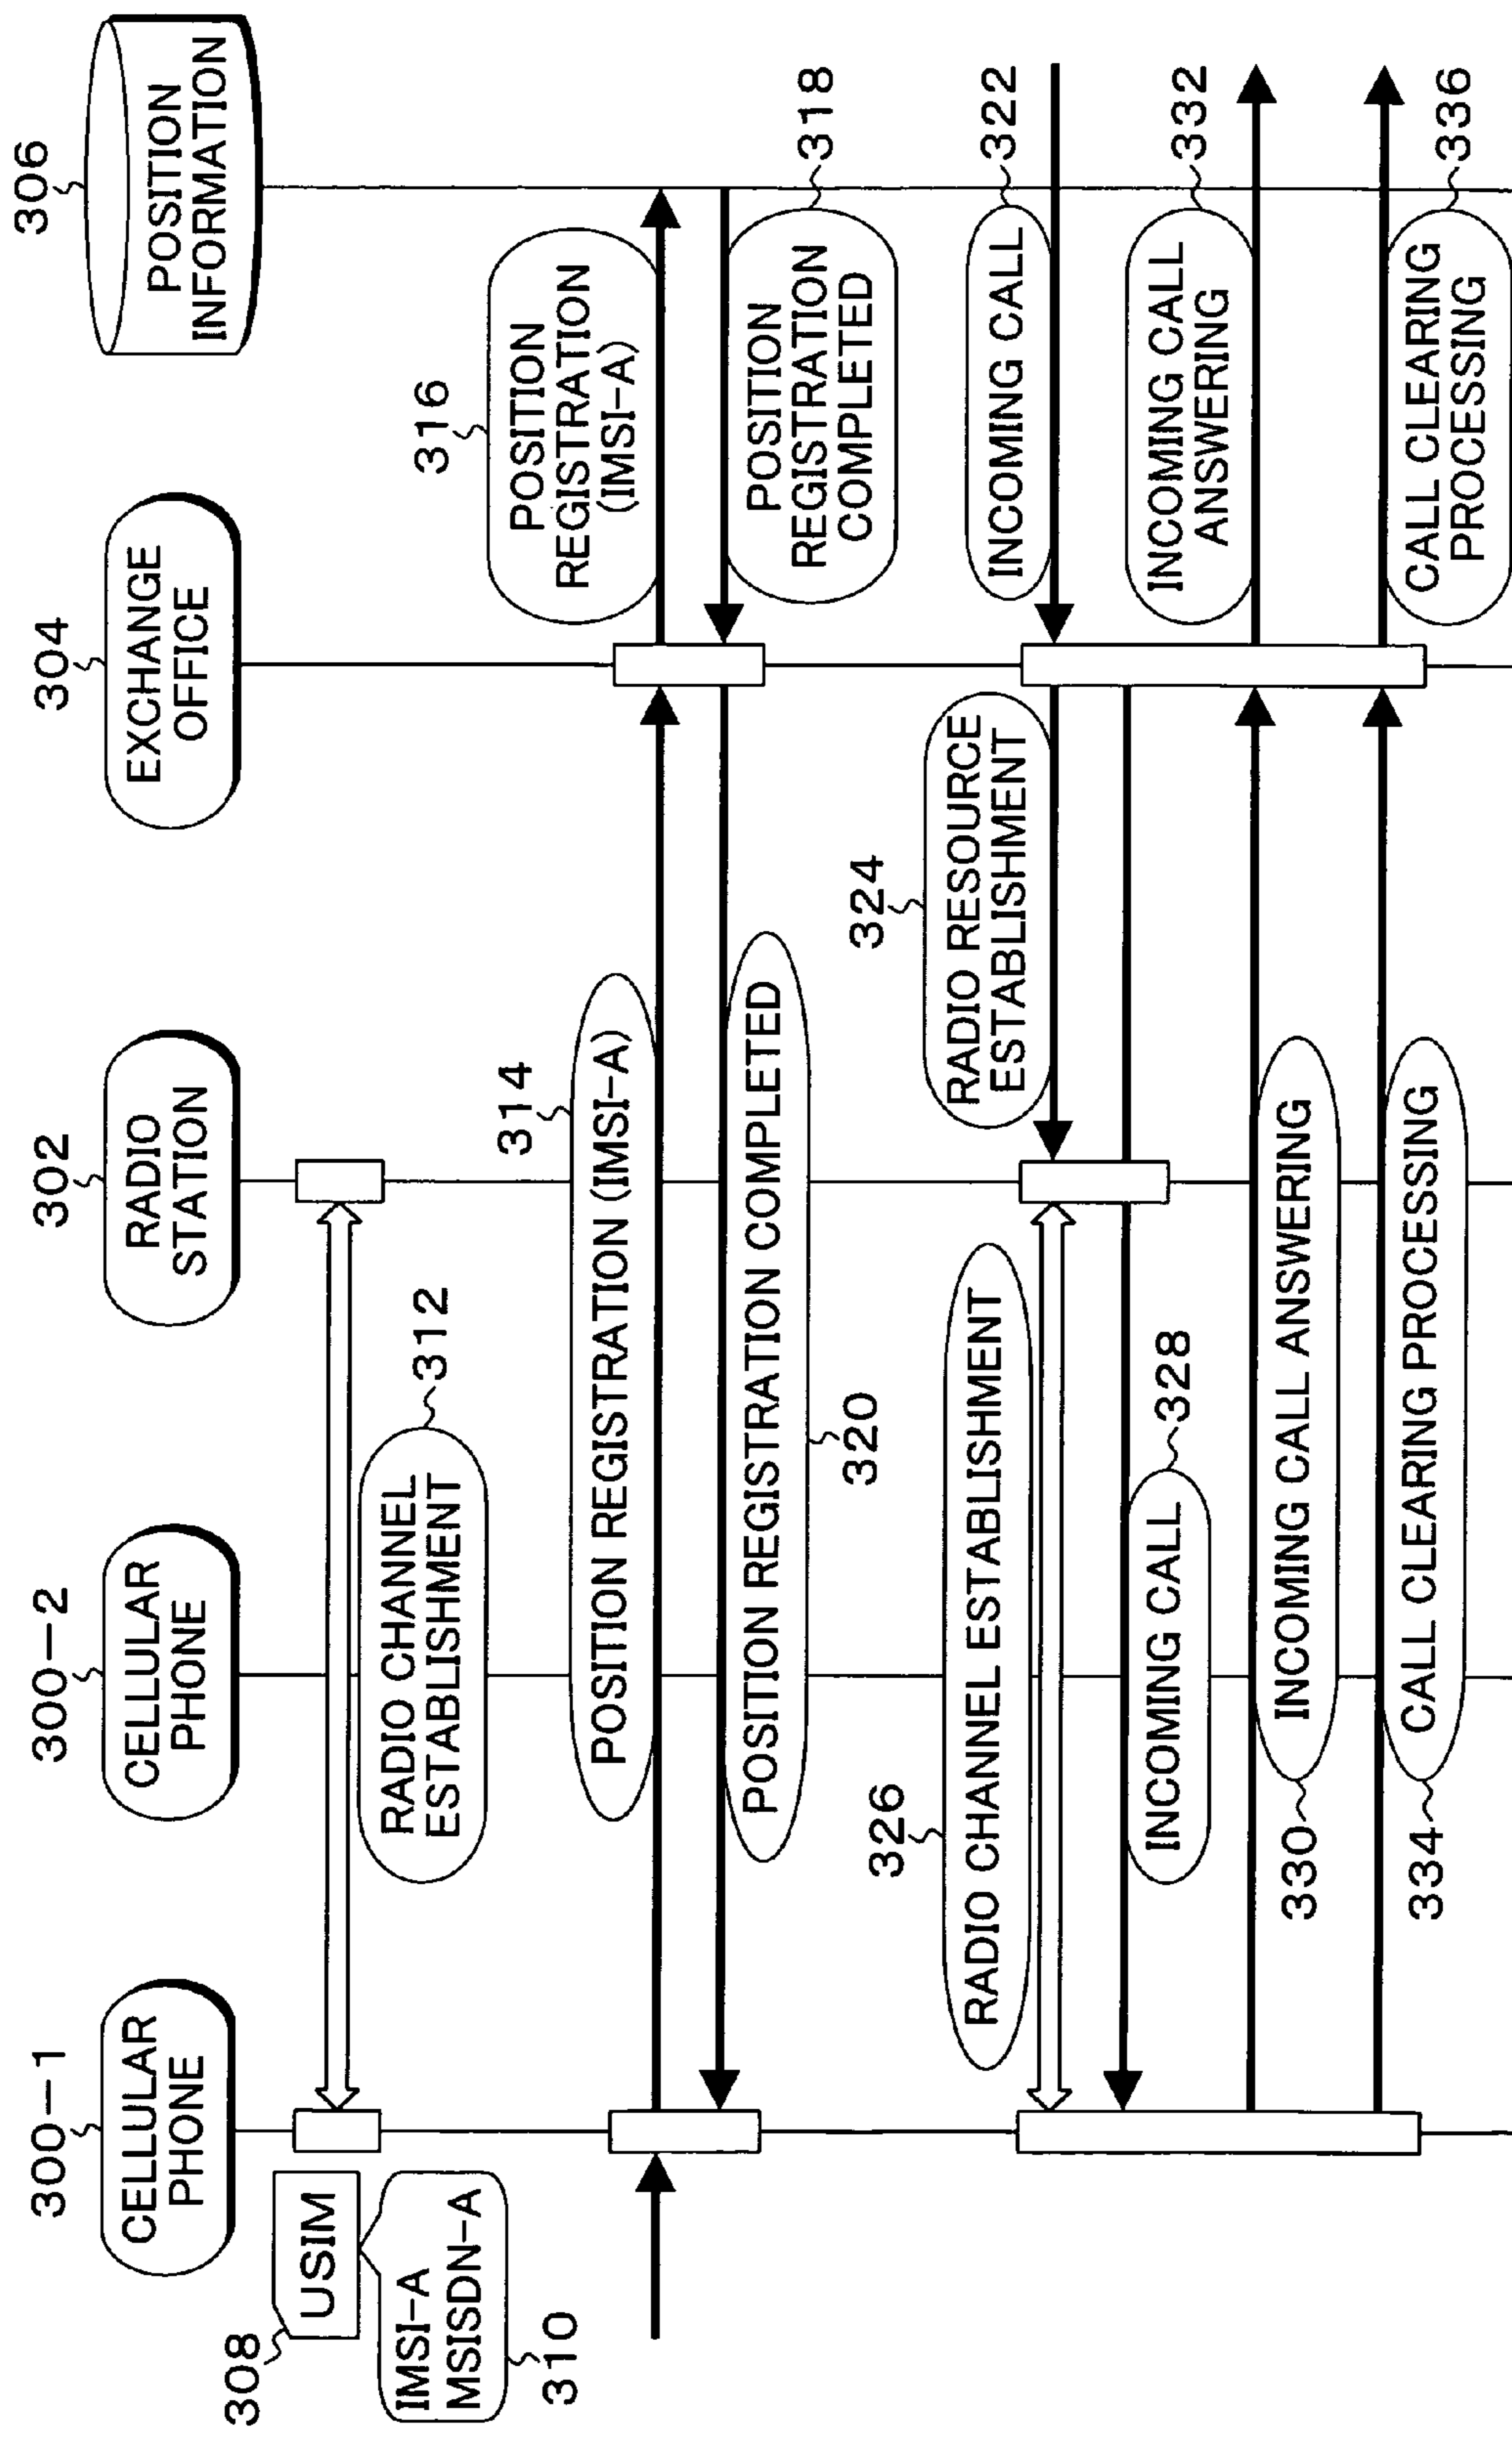 300-1
CELLULAR
PHONE
300-2
CELLULAR
PHONE
302
RADIO
STATION
304
EXCHANGE
OFFICE
306
POSITION
INFORMATION
308
USIM
IMSI-A
MSISDN-A
310
RADIO CHANNEL
ESTABLISHMENT
312
314
POSITION REGISTRATION (IMSI-A)
316
POSITION
REGISTRATION
(IMSI-A)
POSITION
REGISTRATION
COMPLETED
318
POSITION REGISTRATION COMPLETED
320
INCOMING CALL
322
324
RADIO RESOURCE
ESTABLISHMENT
326
RADIO CHANNEL ESTABLISHMENT
INCOMING CALL
328
330
INCOMING CALL ANSWERING
INCOMING CALL
ANSWERING
332
334
CALL CLEARING PROCESSING
CALL CLEARING
PROCESSING
336